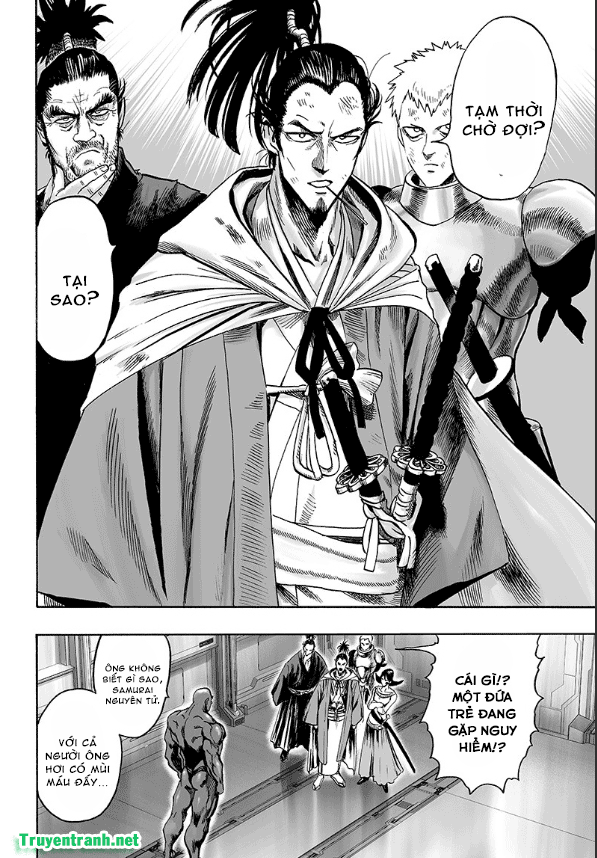 TẠM THỜI
CHỜ ĐỢI?
TẠI
SAO?
CÁI GÌ!?
MỘT ĐỨA
TRẺ ĐANG
GẶP NGUY
HIỂM!?
ÔNG KHÔNG
BIẾT GÌ SAO,
SAMURAI
NGUYÊN TỬ.
VỚI CẢ
NGƯỜI ÔNG
HƠI CÓ MÙI
MÁU ĐẤY...
Truyentranh.net